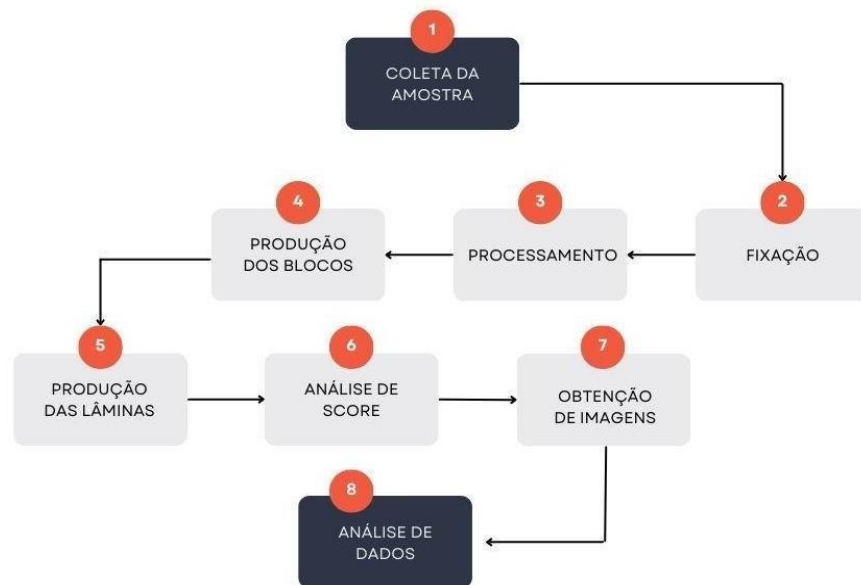 1
COLETA DA
AMOSTRA
2
FIXAÇÃO
3
PROCESSAMENTO
4
PRODUÇÃO
DOS BLOCOS
5
PRODUÇÃO
DAS LÂMINAS
6
ANÁLISE DE
SCORE
7
OBTENÇÃO
DE IMAGENS
8
ANÁLISE DE
DADOS